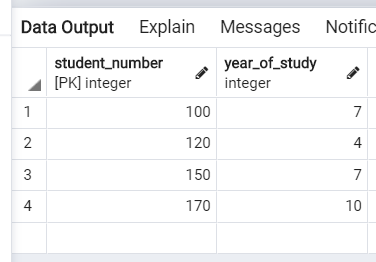 Data Output Explain Messages Notific
student_number year_of_study
[PK] integer integer
1 100 7
2 120 4
3 150 7
4 170 10